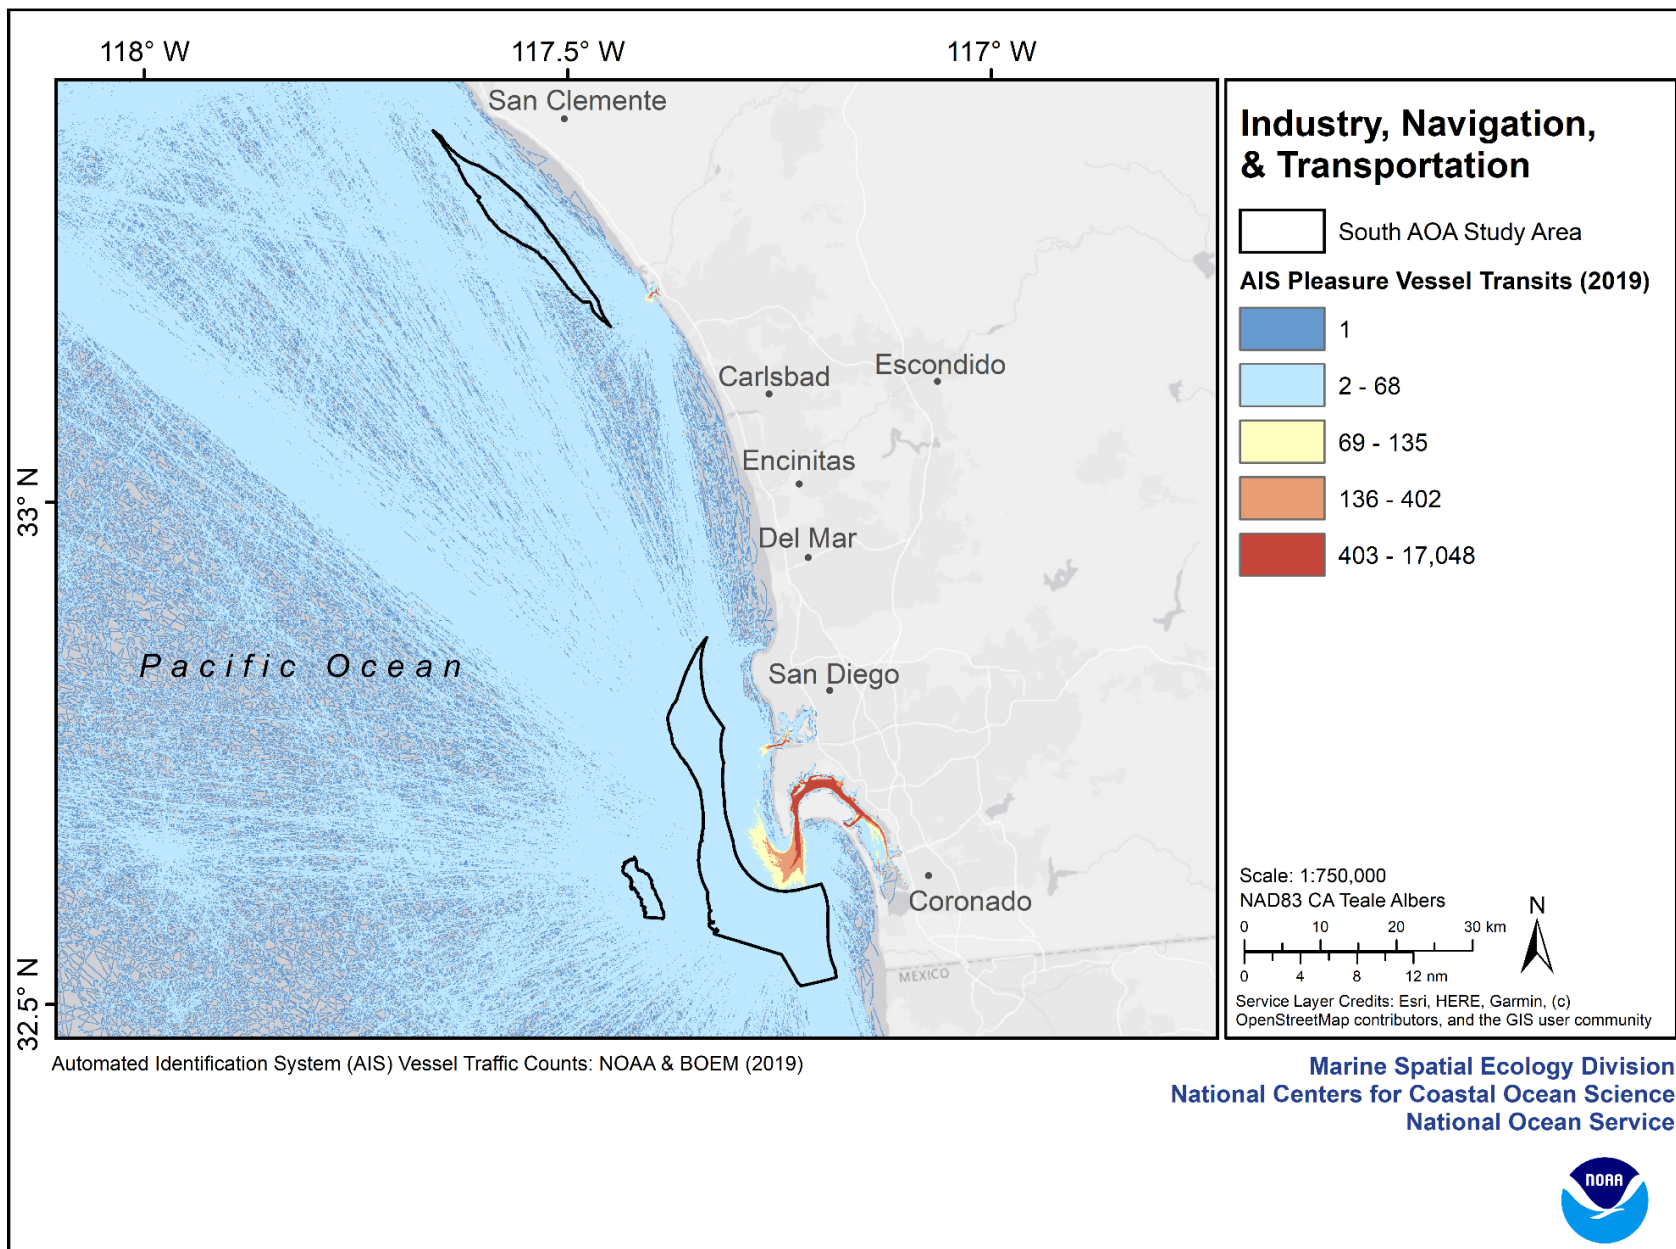 118° W
117.5° W
117° W
33° N
32.5° N
San Clemente
Carlsbad
Escondido
Encinitas
Del Mar
Pacific Ocean
San Diego
Coronado
MEXICO
Industry, Navigation,
& Transportation
South AOA Study Area
AIS Pleasure Vessel Transits (2019)
1
2 - 68
69 - 135
136 - 402
403 - 17,048
Scale: 1:750,000
NAD83 CA Teale Albers
0 10 20 30 km
0 4 8 12 nm
N
Service Layer Credits: Esri, HERE, Garmin, (c)
OpenStreetMap contributors, and the GIS user community
Automated Identification System (AIS) Vessel Traffic Counts: NOAA & BOEM (2019)
Marine Spatial Ecology Division
National Centers for Coastal Ocean Science
National Ocean Service
NOAA